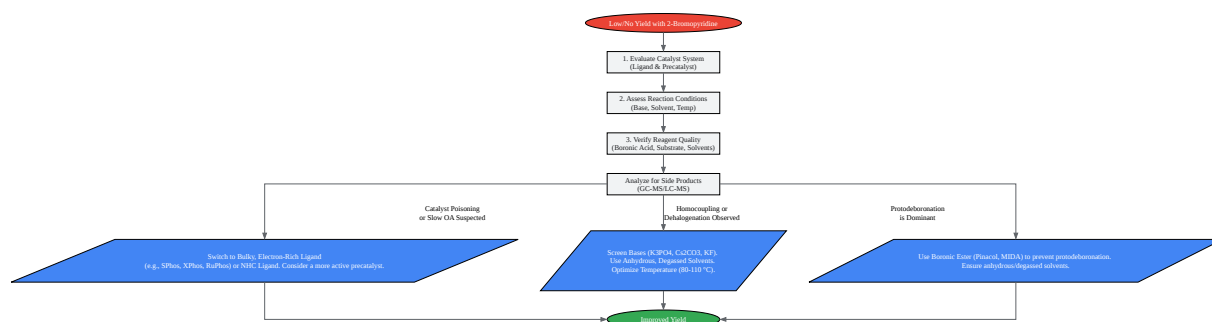 Low/No Yield with 2-Bromopyridine
1. Evaluate Catalyst System
(Ligand & Precatalyst)
2. Assess Reaction Conditions
(Base, Solvent, Temp)
3. Verify Reagent Quality
(Boronic Acid, Substrate, Solvents)
Analyze for Side Products
(GC-MS/LC-MS)
Catalyst Poisoning
or Slow OA Suspected
Homocoupling or
Dehalogenation Observed
Protodeboronation
is Dominant
Switch to Bulky, Electron-Rich Ligand
(e.g., SPhos, XPhos, RuPhos) or NHC Ligand. Consider a more active precatalyst.
Screen Bases (K3PO4, Cs2CO3, KF).
Use Anhydrous, Degassed Solvents.
Optimize Temperature (80-110 °C).
Use Boronic Ester (Pinacol, MIDA) to prevent protodeboronation.
Ensure anhydrous/degassed solvents.
Improved Yield